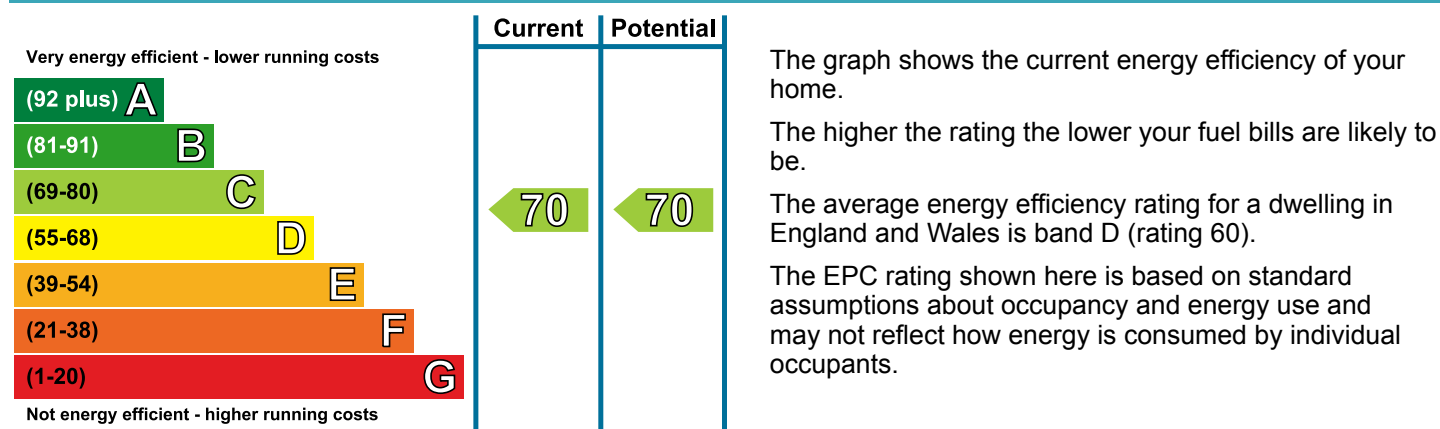 Current Potential
Very energy efficient - lower running costs
(92 plus) A
(81-91) B
(69-80) C
(55-68) D
(39-54) E
(21-38) F
(1-20) G
Not energy efficient - higher running costs
70 70
The graph shows the current energy efficiency of your
home.
The higher the rating the lower your fuel bills are likely to
be.
The average energy efficiency rating for a dwelling in
England and Wales is band D (rating 60).
The EPC rating shown here is based on standard
assumptions about occupancy and energy use and
may not reflect how energy is consumed by individual
occupants.